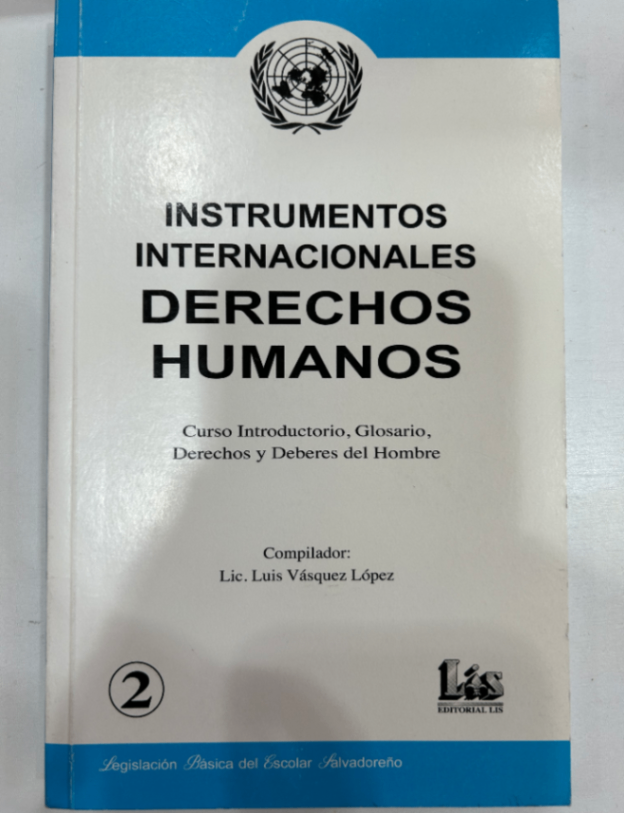 INSTRUMENTOS
INTERNACIONALES
DERECHOS
HUMANOS
Curso Introductorio, Glosario,
Derechos y Deberes del Hombre
Compilador:
Lic. Luis Vásquez López
2
Lis
EDITORIAL LIS
Legislación Básica del Escolar Salvadoreño